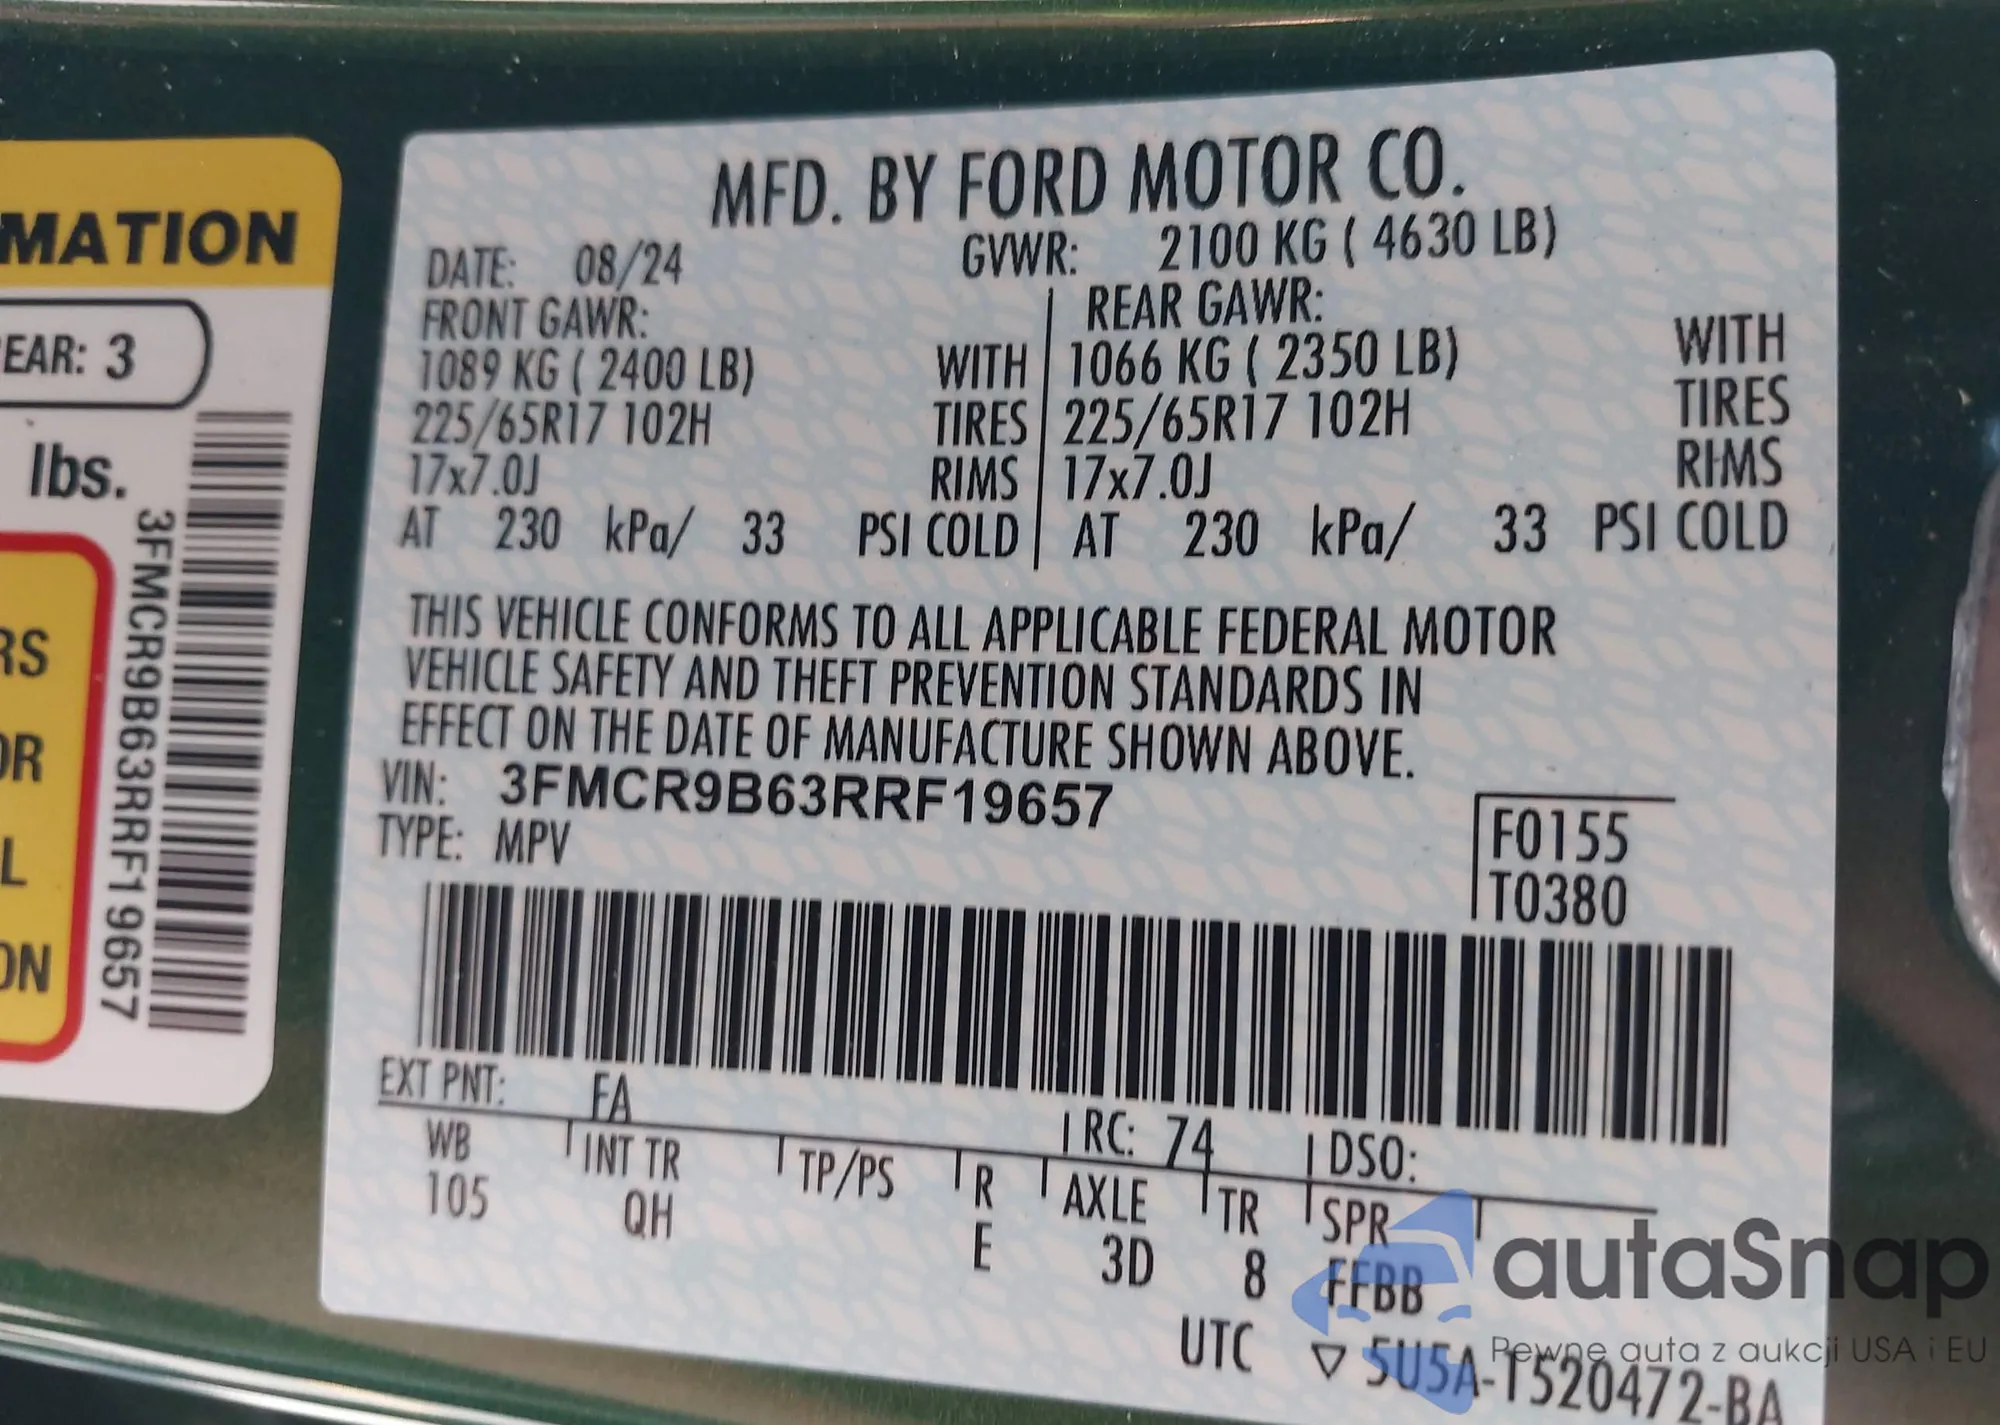 MATION
EAR: 3
lbs.
3FMCR9B63RRF19657
RS
OR
L
ON
MFD. BY FORD MOTOR CO.
DATE: 08/24 GVWR: 2100 KG ( 4630 LB)
FRONT GAWR: REAR GAWR:
1089 KG ( 2400 LB) WITH 1066 KG ( 2350 LB) WITH
225/65R17 102H TIRES 225/65R17 102H TIRES
17x7.0J RIMS 17x7.0J RIMS
AT 230 kPa/ 33 PSI COLD AT 230 kPa/ 33 PSI COLD
THIS VEHICLE CONFORMS TO ALL APPLICABLE FEDERAL MOTOR
VEHICLE SAFETY AND THEFT PREVENTION STANDARDS IN
EFFECT ON THE DATE OF MANUFACTURE SHOWN ABOVE.
VIN: 3FMCR9B63RRF19657
TYPE: MPV
F0155
T0380
EXT PNT: FA RC: 74 DSO:
WB INT TR TP/PS R AXLE TR SPR
105 QH E 3D 8 FFBB
UTC ▽ 5U5A-1520472-BA
autaSnap
Pewne auta z aukcji USA i EU